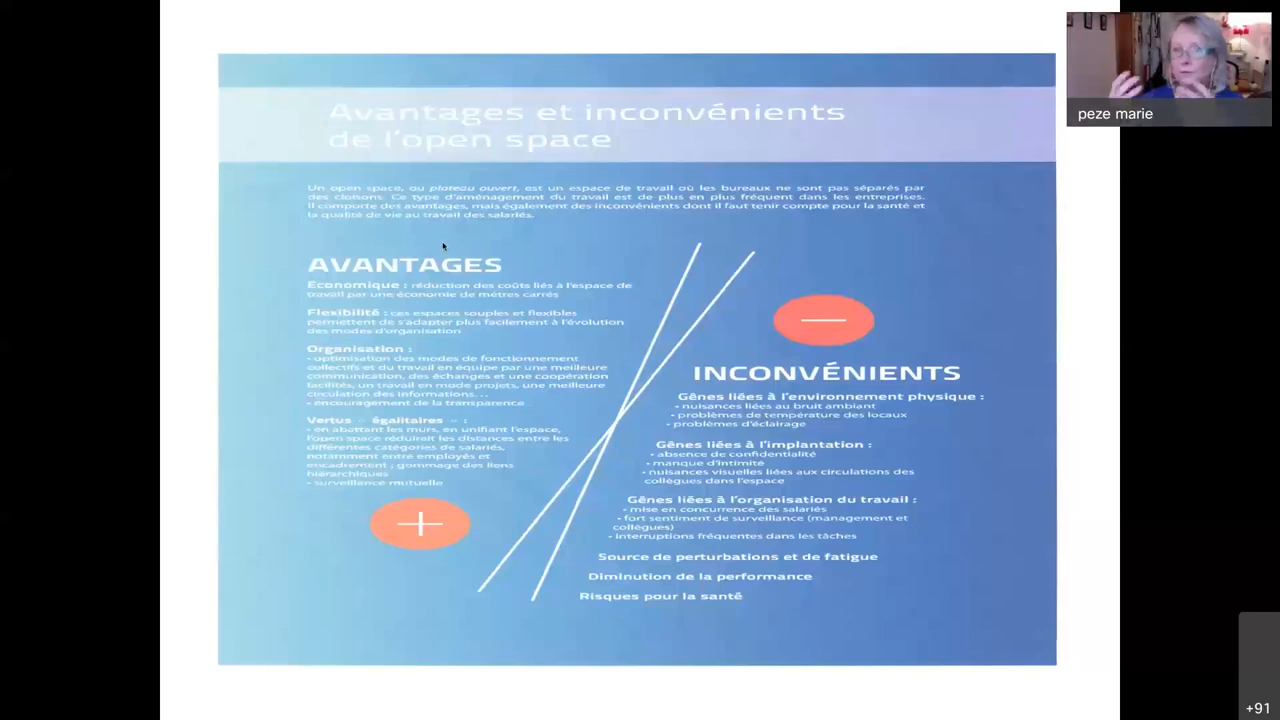 Avantages et inconvénients
de l'open space
Un open space, ou plateau ouvert, est un espace de travail où les bureaux ne sont pas séparés par
des cloisons. Ce type d'aménagement du travail est de plus en plus fréquent dans les entreprises.
Il comporte des avantages, mais également des inconvénients dont il faut tenir compte pour la santé et
la qualité de vie au travail des salariés.
AVANTAGES
Economique : réduction des coûts liés à l'espace de
travail par une économie de mètres carrés
Flexibilité : ces espaces souples et flexibles
permettent de s'adapter plus facilement à l'évolution
des modes d'organisation
Organisation :
- optimisation des modes de fonctionnement
collectifs et du travail en équipe par une meilleure
communication, des échanges et une coopération
facilités, un travail en mode projets, une meilleure
circulation des informations...
- encouragement de la transparence
Vertus « égalitaires » :
- en abattant les murs, en unifiant l'espace,
l'open space réduirait les distances entre les
différentes catégories de salariés,
notamment entre employés et
encadrement ; gommage des liens
hiérarchiques
- surveillance mutuelle
INCONVÉNIENTS
Gênes liées à l'environnement physique :
- nuisances liées au bruit ambiant
- problèmes de température des locaux
- problèmes d'éclairage
Gênes liées à l'implantation :
- absence de confidentialité
- manque d'intimité
- nuisances visuelles liées aux circulations des
collègues dans l'espace
Gênes liées à l'organisation du travail :
- mise en concurrence des salariés
- fort sentiment de surveillance (management et
collègues)
- interruptions fréquentes dans les tâches
Source de perturbations et de fatigue
Diminution de la performance
Risques pour la santé
peze marie
+91